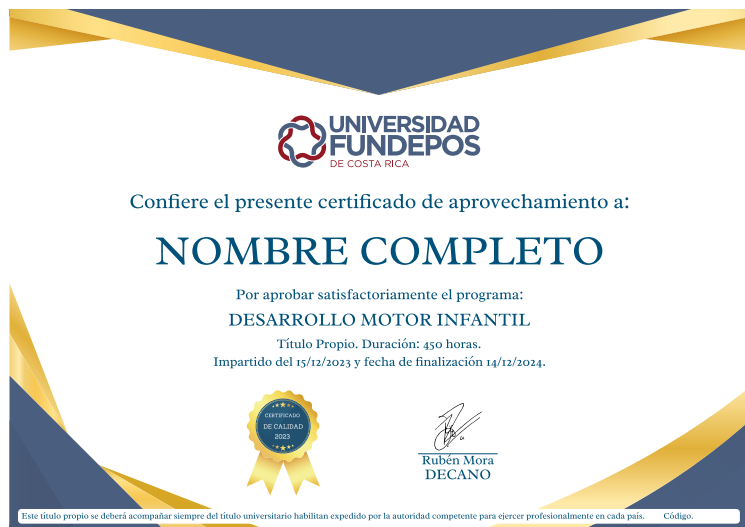 UNIVERSIDAD
FUNDEPOS
DE COSTA RICA
Confiere el presente certificado de aprovechamiento a:
NOMBRE COMPLETO
Por aprobar satisfactoriamente el programa:
DESARROLLO MOTOR INFANTIL
Título Propio. Duración: 450 horas.
Impartido del 15/12/2023 y fecha de finalización 14/12/2024.
CERTIFICADO
DE CALIDAD
2023
Rubén Mora
DECANO
Este título propio se deberá acompañar siempre del título universitario habilitan expedido por la autoridad competente para ejercer profesionalmente en cada país. Código.